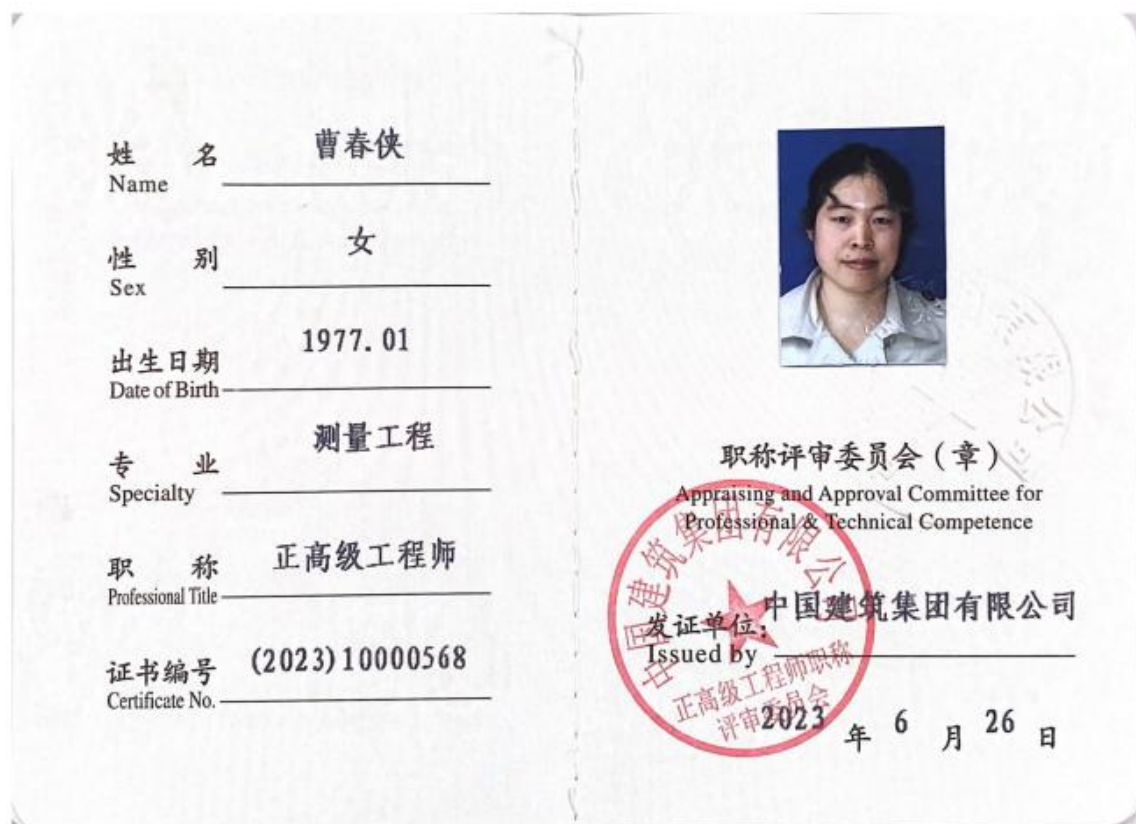 姓 名 曹春侠
Name
性 别 女
Sex
出生日期 1977.01
Date of Birth
专 业 测量工程
Specialty
职 称 正高级工程师
Professional Title
证书编号 (2023)10000568
Certificate No.
职称评审委员会（章）
Appraising and Approval Committee for
Professional & Technical Competence
中国建筑集团有限公司
正高级工程师职称
评审委员会
发证单位： 中国建筑集团有限公司
Issued by
2023 年 6 月 26 日